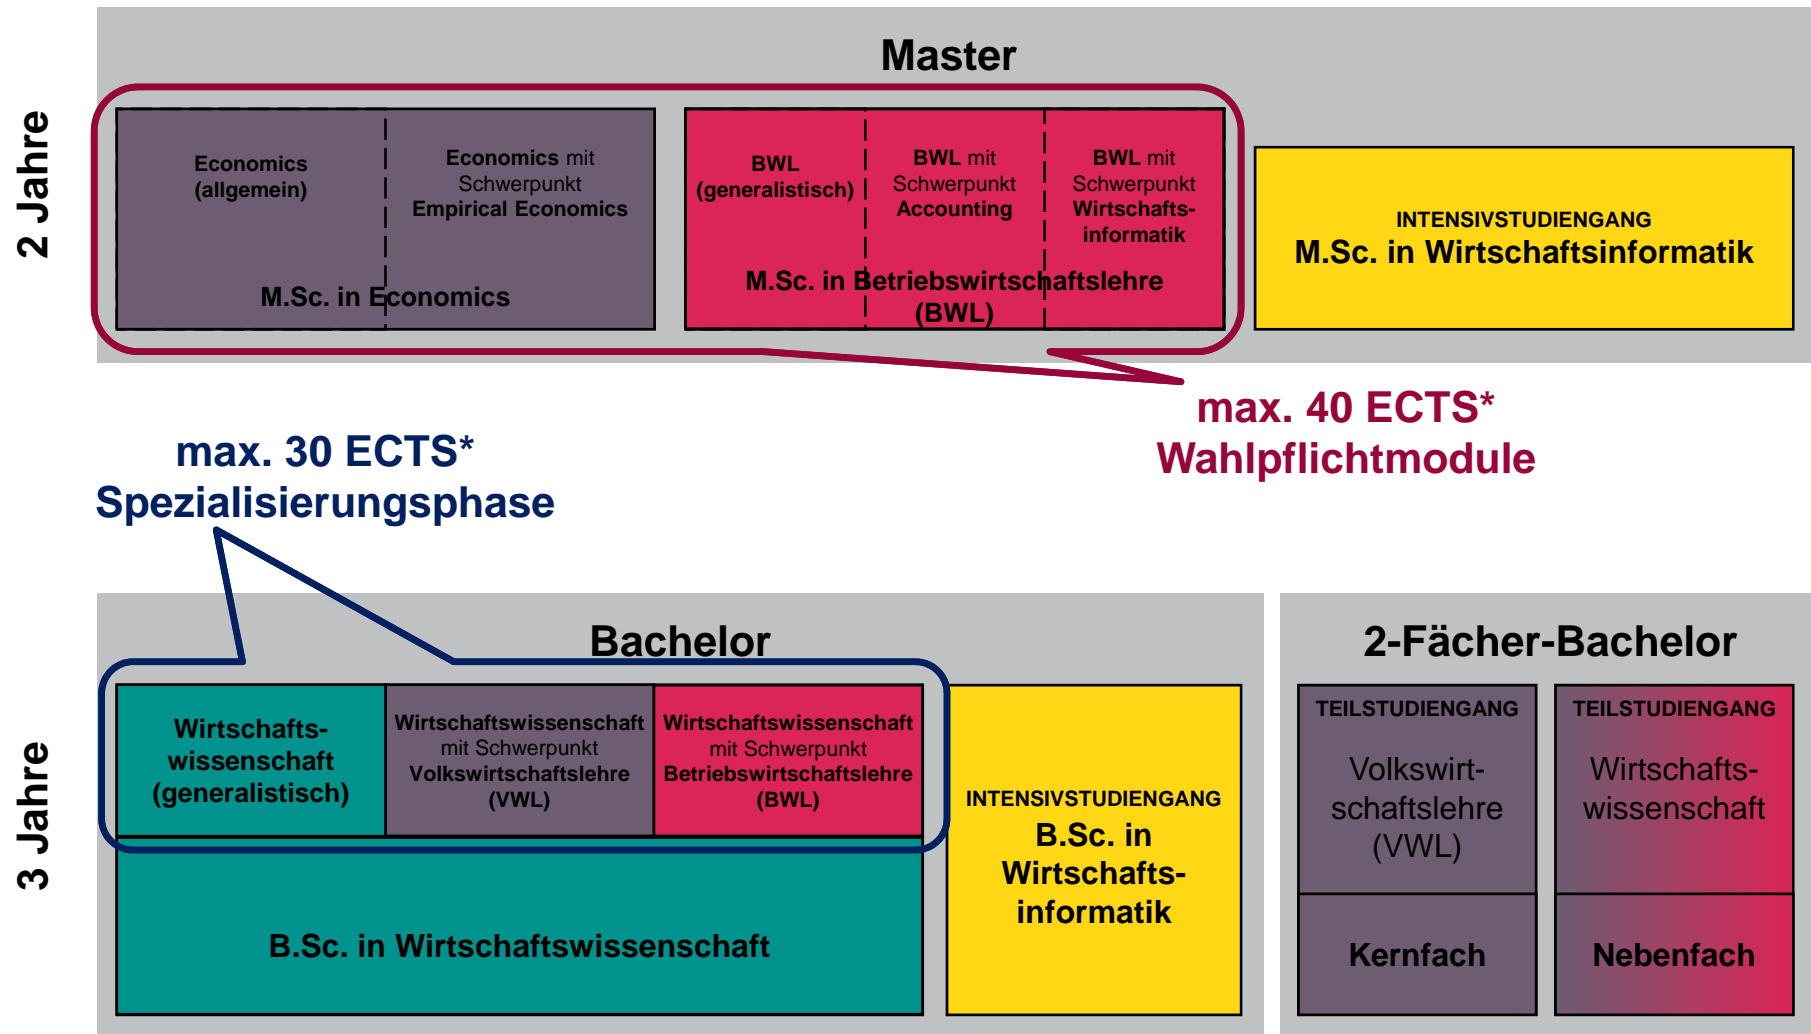 Master
2 Jahre
Economics
(allgemein)
Economics mit
Schwerpunkt
Empirical Economics
M.Sc. in Economics
BWL
(generalistisch)
BWL mit
Schwerpunkt
Accounting
BWL mit
Schwerpunkt
Wirtschafts-
informatik
M.Sc. in Betriebswirtschaftslehre
(BWL)
INTENSIVSTUDIENGANG
M.Sc. in Wirtschaftsinformatik
max. 40 ECTS*
Wahlpflichtmodule
max. 30 ECTS*
Spezialisierungsphase
Bachelor
3 Jahre
Wirtschafts-
wissenschaft
(generalistisch)
Wirtschaftswissenschaft
mit Schwerpunkt
Volkswirtschaftslehre
(VWL)
Wirtschaftswissenschaft
mit Schwerpunkt
Betriebswirtschaftslehre
(BWL)
B.Sc. in Wirtschaftswissenschaft
INTENSIVSTUDIENGANG
B.Sc. in
Wirtschafts-
informatik
2-Fächer-Bachelor
TEILSTUDIENGANG
Volkswirt-
schaftslehre
(VWL)
Kernfach
TEILSTUDIENGANG
Wirtschafts-
wissenschaft
Nebenfach